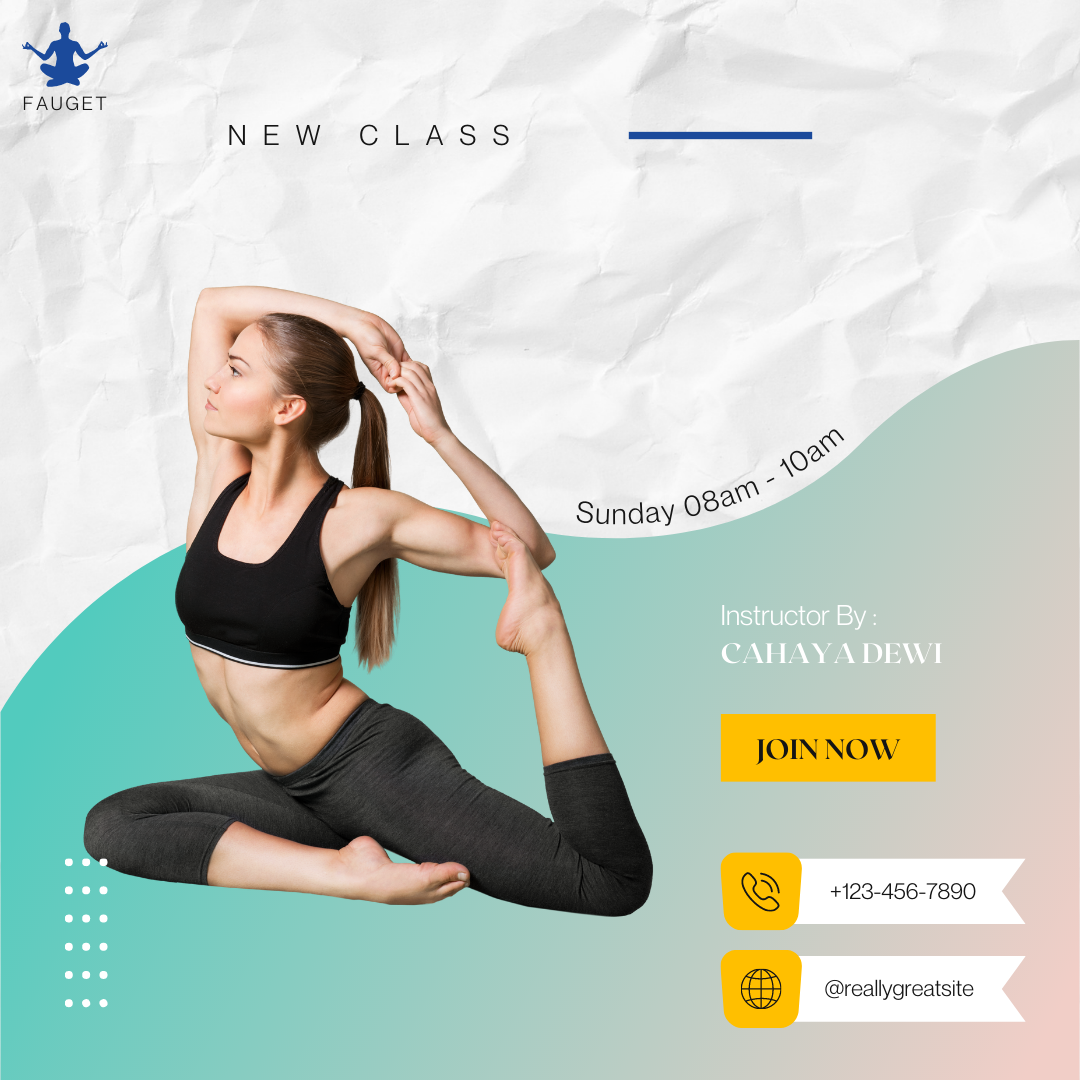 FAUGET
NEW CLASS
Sunday 08am - 10am
Instructor By :
CAHAYA DEWI
JOIN NOW
+123-456-7890
@reallygreatsite